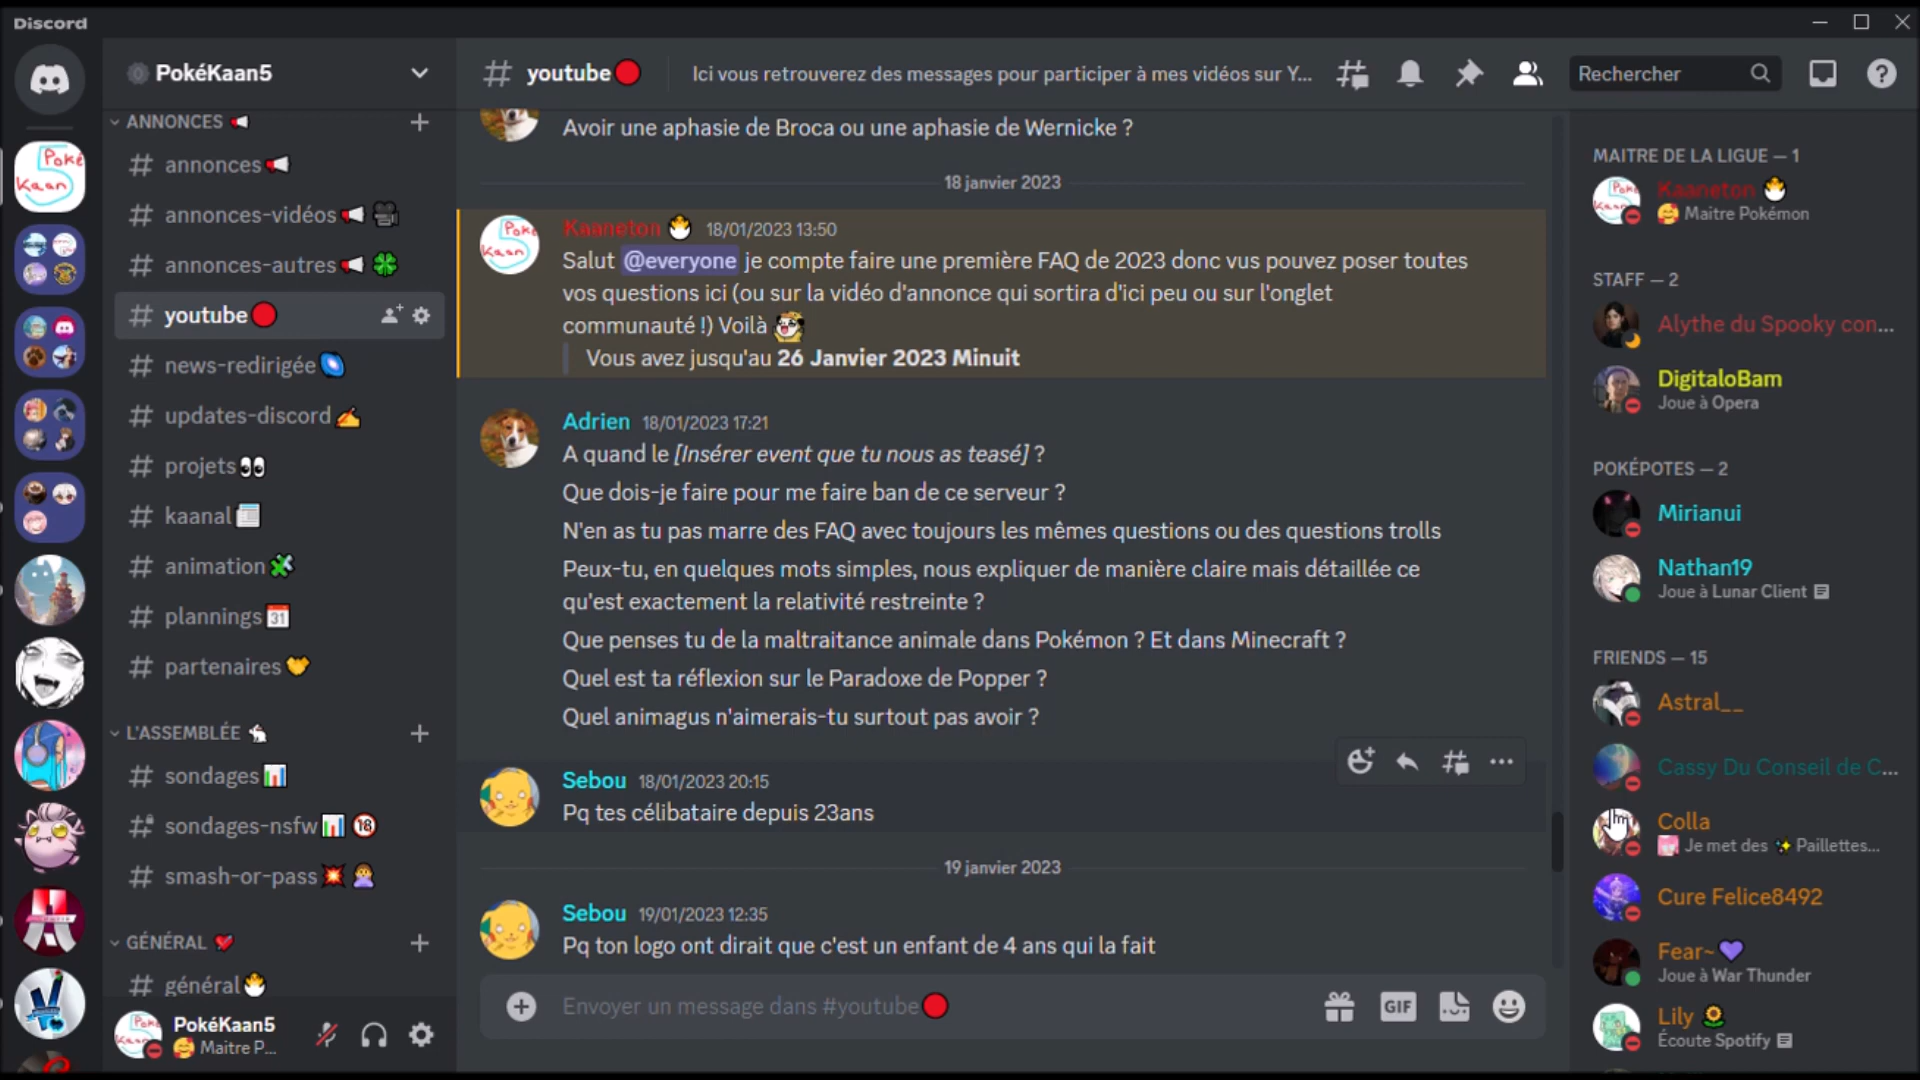 Discord
PokéKaan5
ANNONCES
annonces
annonces-vidéos
annonces-autres
youtube
news-redirigée
updates-discord
projets
kaanal
animation
plannings
partenaires
L'ASSEMBLÉE
sondages
sondages-nsfw
smash-or-pass
GÉNÉRAL
général
PokéKaan5
Maitre P...
youtube
Ici vous retrouverez des messages pour participer à mes vidéos sur Y...
Rechercher
Avoir une aphasie de Broca ou une aphasie de Wernicke ?
18 janvier 2023
Kaaneton 18/01/2023 13:50
Salut @everyone je compte faire une première FAQ de 2023 donc vus pouvez poser toutes
vos questions ici (ou sur la vidéo d'annonce qui sortira d'ici peu ou sur l'onglet
communauté !) Voilà
Vous avez jusqu'au 26 Janvier 2023 Minuit
Adrien 18/01/2023 17:21
A quand le [Insérer event que tu nous as teasé] ?
Que dois-je faire pour me faire ban de ce serveur ?
N'en as tu pas marre des FAQ avec toujours les mêmes questions ou des questions trolls
Peux-tu, en quelques mots simples, nous expliquer de manière claire mais détaillée ce
qu'est exactement la relativité restreinte ?
Que penses tu de la maltraitance animale dans Pokémon ? Et dans Minecraft ?
Quel est ta réflexion sur le Paradoxe de Popper ?
Quel animagus n'aimerais-tu surtout pas avoir ?
Sebou 18/01/2023 20:15
Pq tes célibataire depuis 23ans
19 janvier 2023
Sebou 19/01/2023 12:35
Pq ton logo ont dirait que c'est un enfant de 4 ans qui la fait
Envoyer un message dans #youtube
GIF
MAITRE DE LA LIGUE — 1
Kaaneton
Maitre Pokémon
STAFF — 2
Alythe du Spooky con...
DigitaloBam
Joue à Opera
POKÉPOTES — 2
Mirianui
Nathan19
Joue à Lunar Client
FRIENDS — 15
Astral__
Cassy Du Conseil de C...
Colla
Je met des Paillettes...
Cure Felice8492
Fear~
Joue à War Thunder
Lily
Écoute Spotify